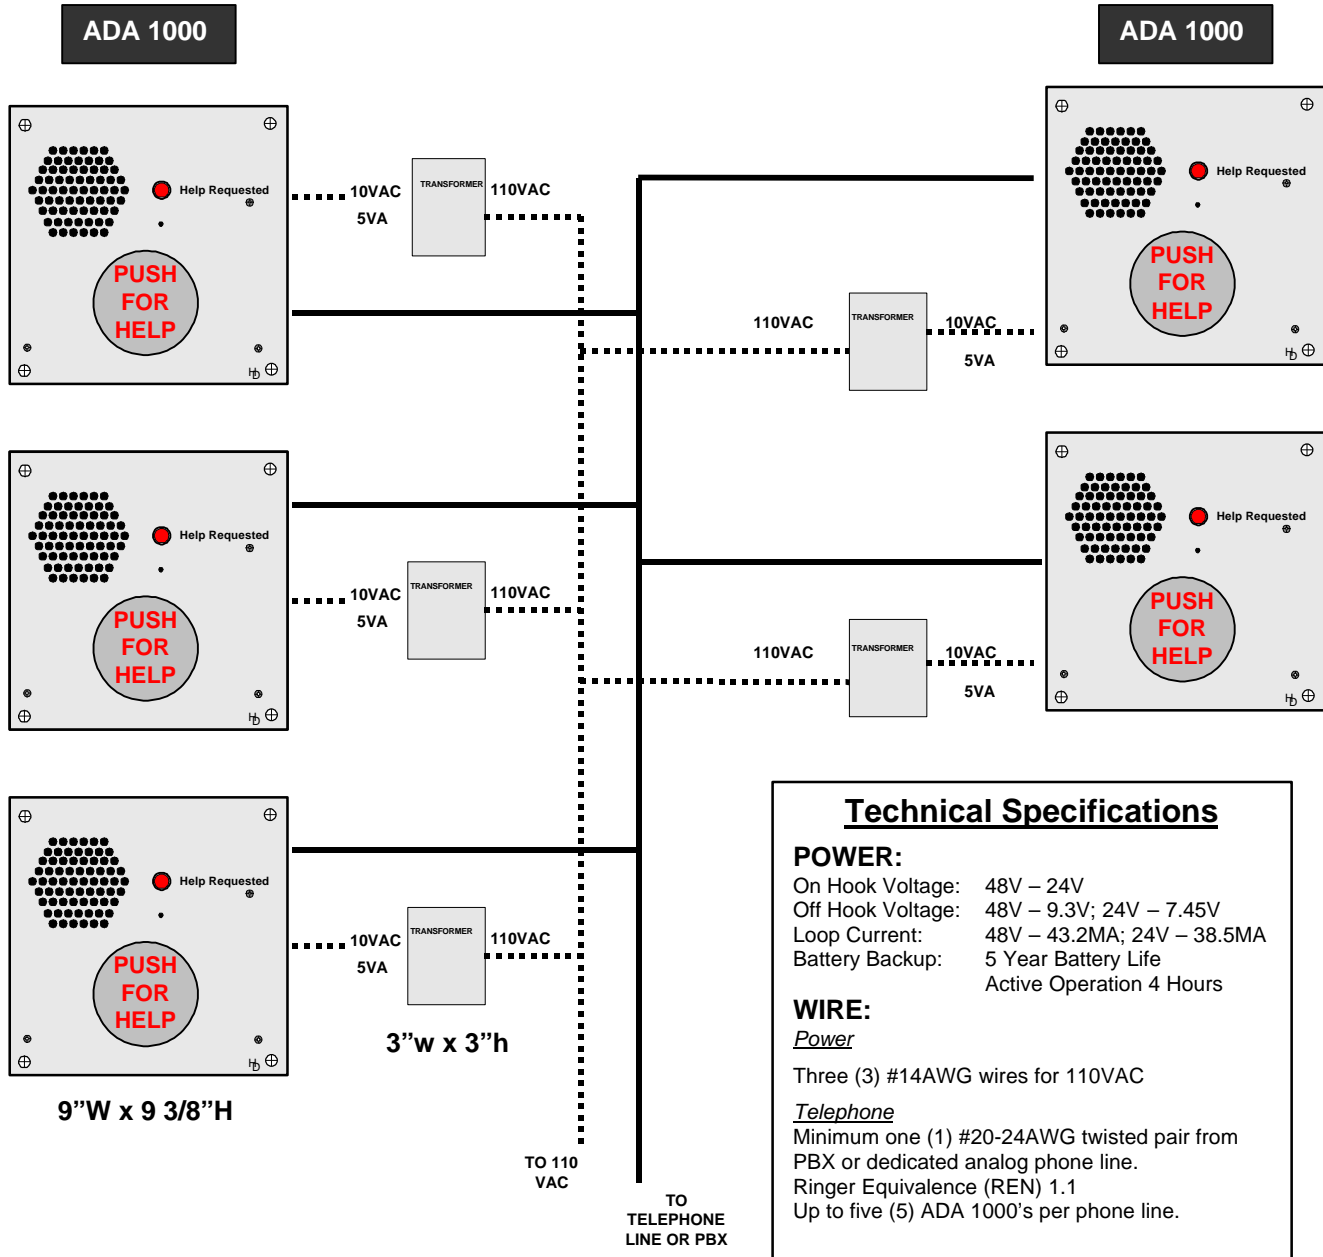 ADA 1000
ADA 1000
Help Requested
PUSH
FOR
HELP
10VAC
5VA
TRANSFORMER
110VAC
Help Requested
PUSH
FOR
HELP
110VAC
TRANSFORMER
10VAC
5VA
Help Requested
PUSH
FOR
HELP
10VAC
5VA
TRANSFORMER
110VAC
Help Requested
PUSH
FOR
HELP
110VAC
TRANSFORMER
10VAC
5VA
Help Requested
PUSH
FOR
HELP
10VAC
5VA
TRANSFORMER
110VAC
3”w x 3”h
9”W x 9 3/8”H
TO 110
VAC
TO
TELEPHONE
LINE OR PBX
Technical Specifications
POWER:
On Hook Voltage: 48V – 24V
Off Hook Voltage: 48V – 9.3V; 24V – 7.45V
Loop Current: 48V – 43.2MA; 24V – 38.5MA
Battery Backup: 5 Year Battery Life
Active Operation 4 Hours
WIRE:
Power
Three (3) #14AWG wires for 110VAC
Telephone
Minimum one (1) #20-24AWG twisted pair from
PBX or dedicated analog phone line.
Ringer Equivalence (REN) 1.1
Up to five (5) ADA 1000’s per phone line.